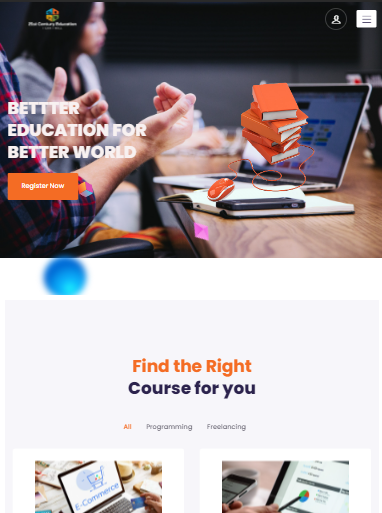 21st Century Education
BETTTER
EDUCATION FOR
BETTER WORLD
Register Now
Find the Right
Course for you
All Programming Freelancing
E-Commerce